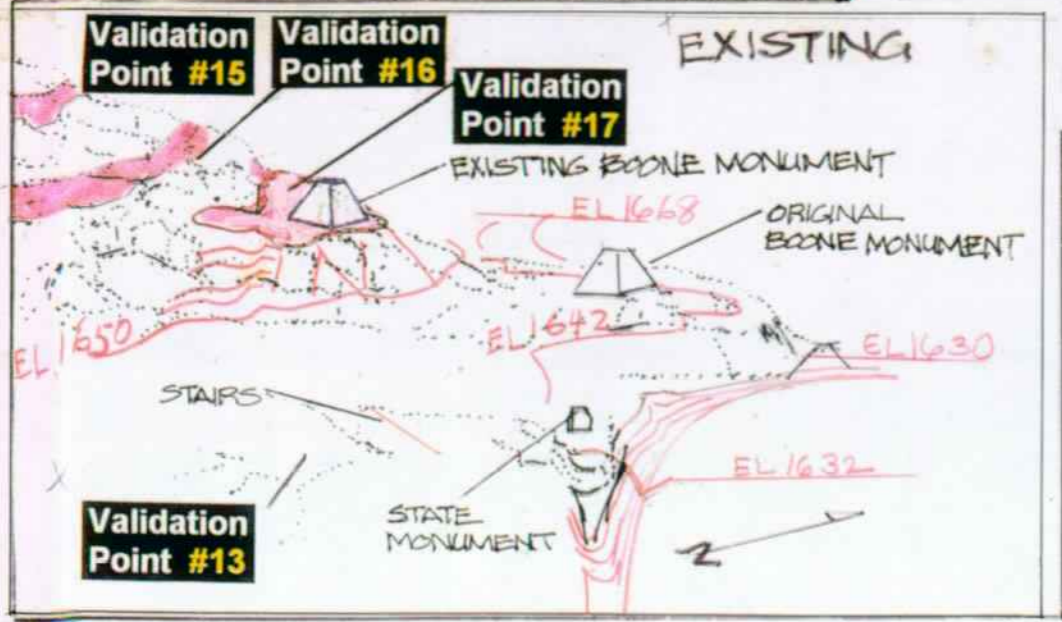 EXISTING
Validation
Point #15
Validation
Point #16
Validation
Point #17
EXISTING BOONE MONUMENT
EL 1668
ORIGINAL
BOONE MONUMENT
EL 1650
EL 1642
EL 1630
STAIRS
EL 1632
STATE
MONUMENT
Validation
Point #13
N